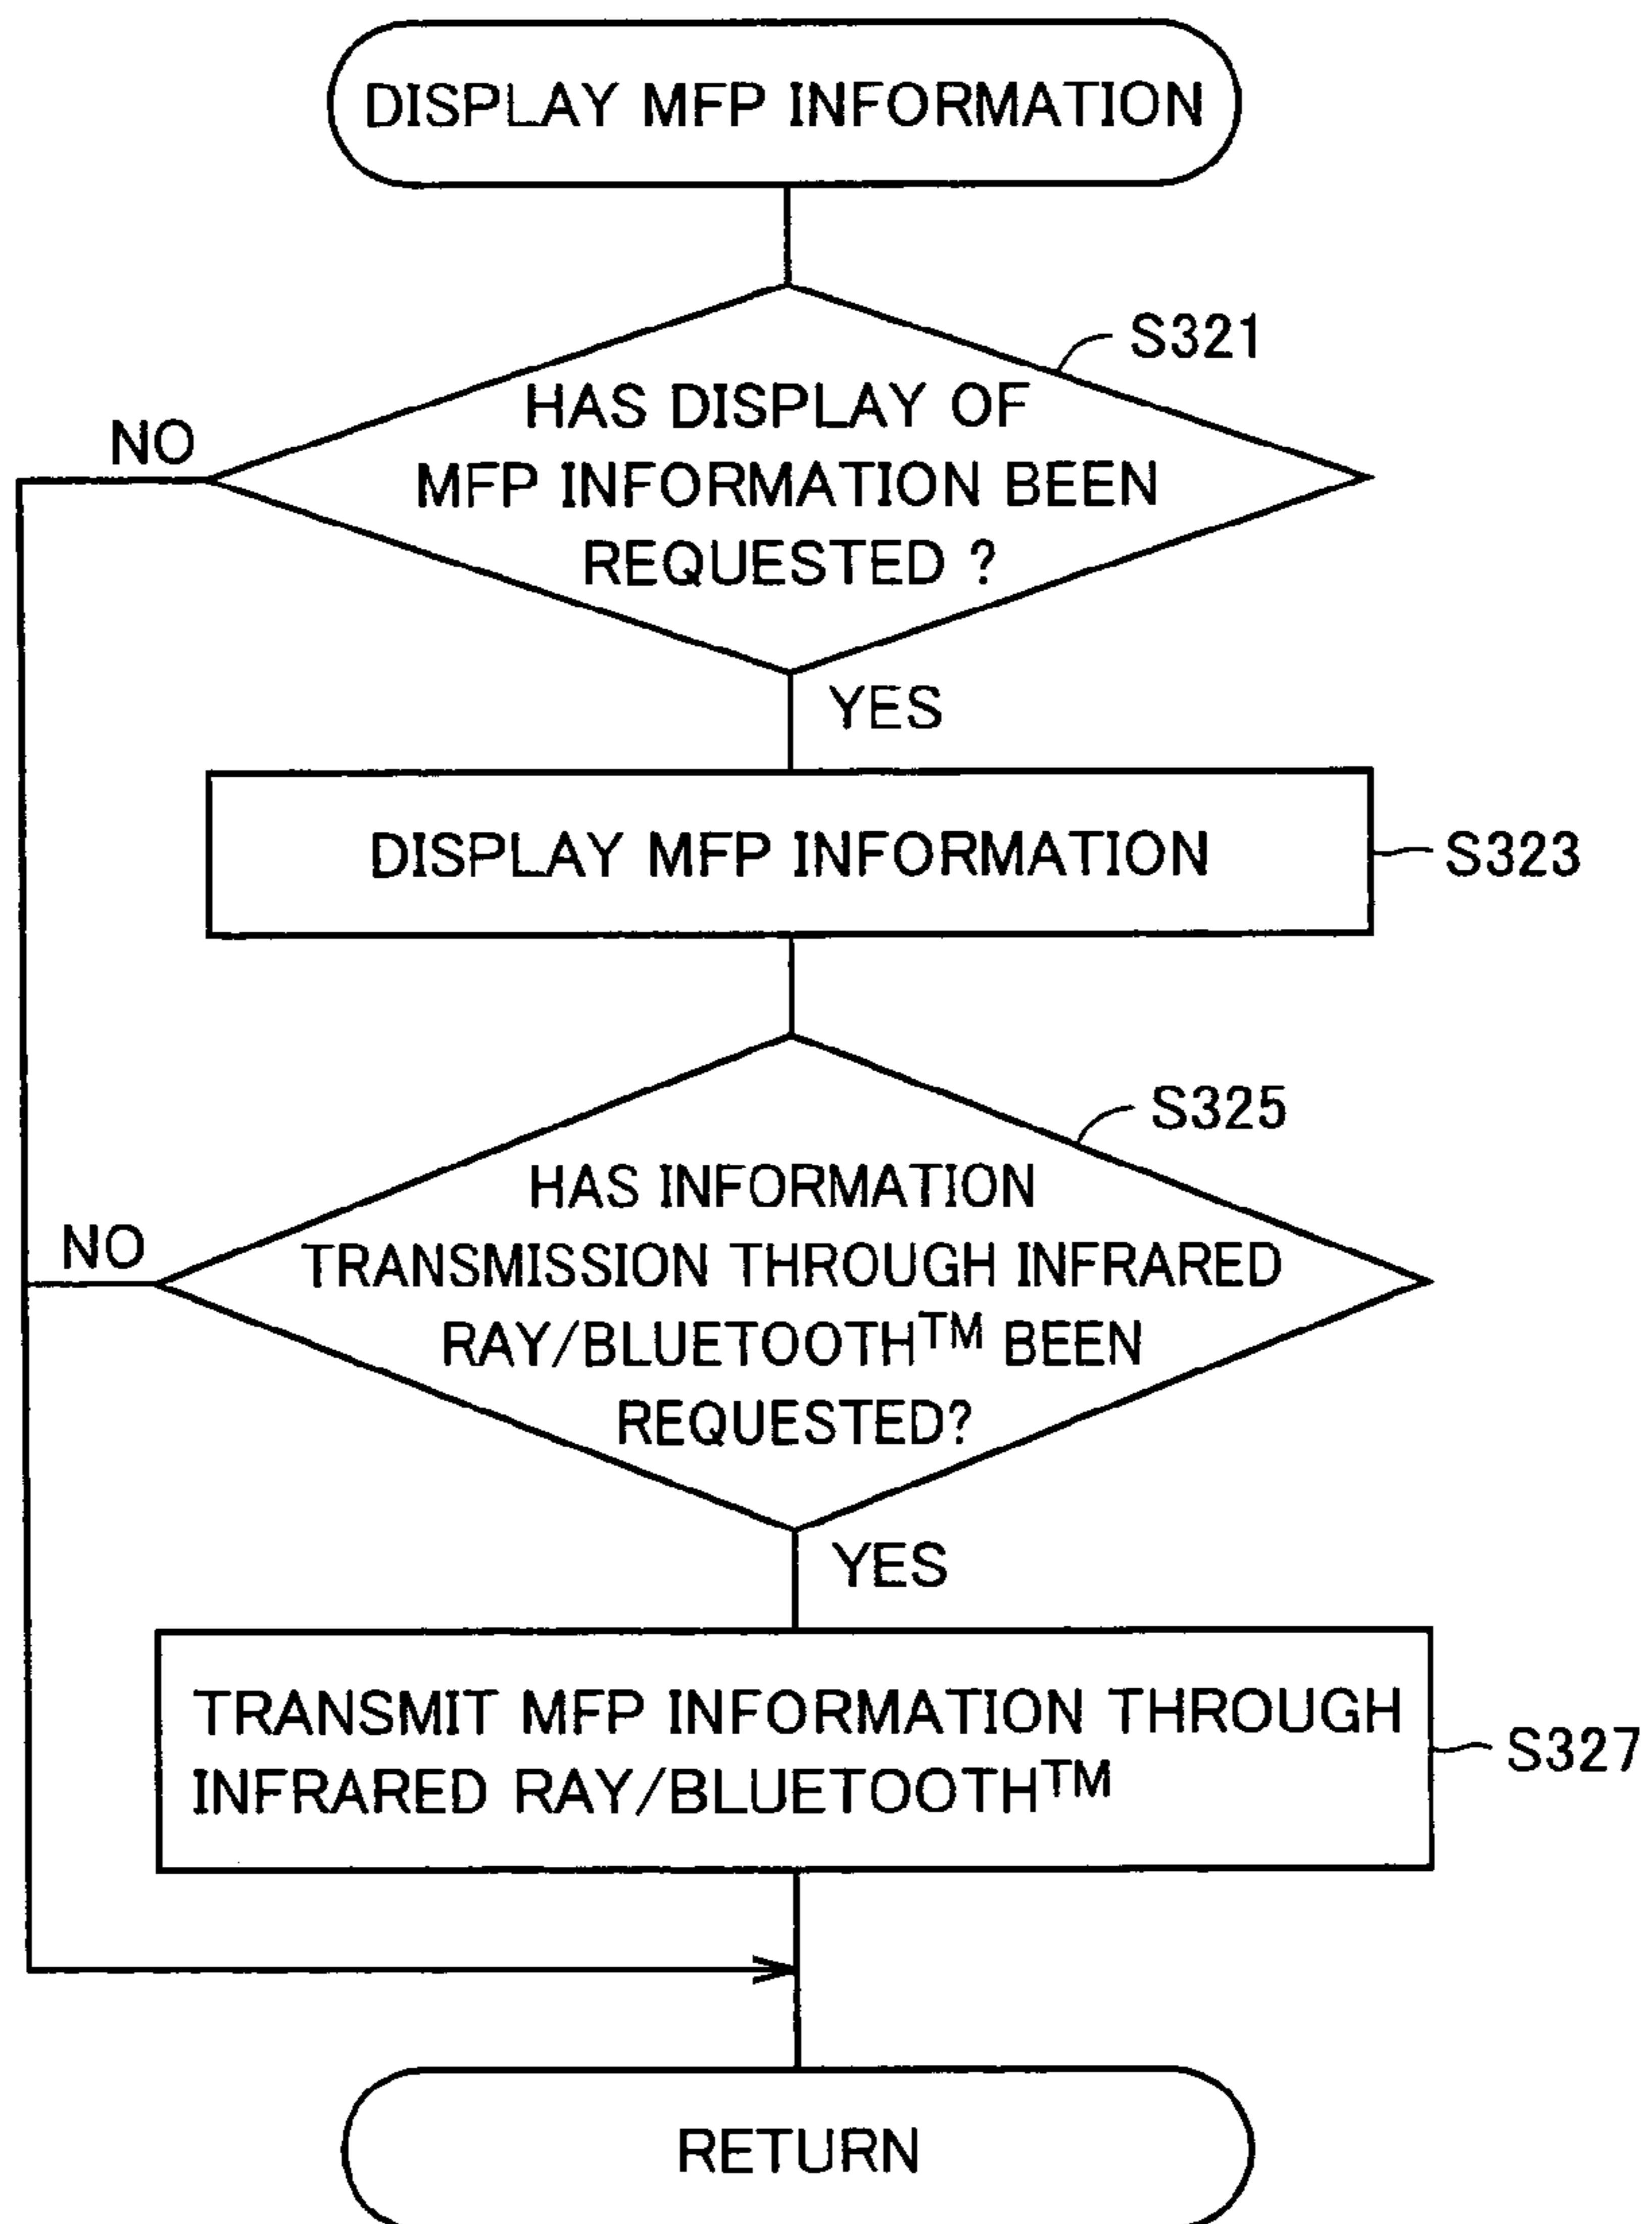 DISPLAY MFP INFORMATION
S321
HAS DISPLAY OF
NO
MFP INFORMATION BEEN
REQUESTED ?
YES
DISPLAY MFP INFORMATION
S323
S325
HAS INFORMATION
NO
TRANSMISSION THROUGH INFRARED
RAY/BLUETOOTH™ BEEN
REQUESTED?
YES
TRANSMIT MFP INFORMATION THROUGH
INFRARED RAY/BLUETOOTH™
S327
RETURN